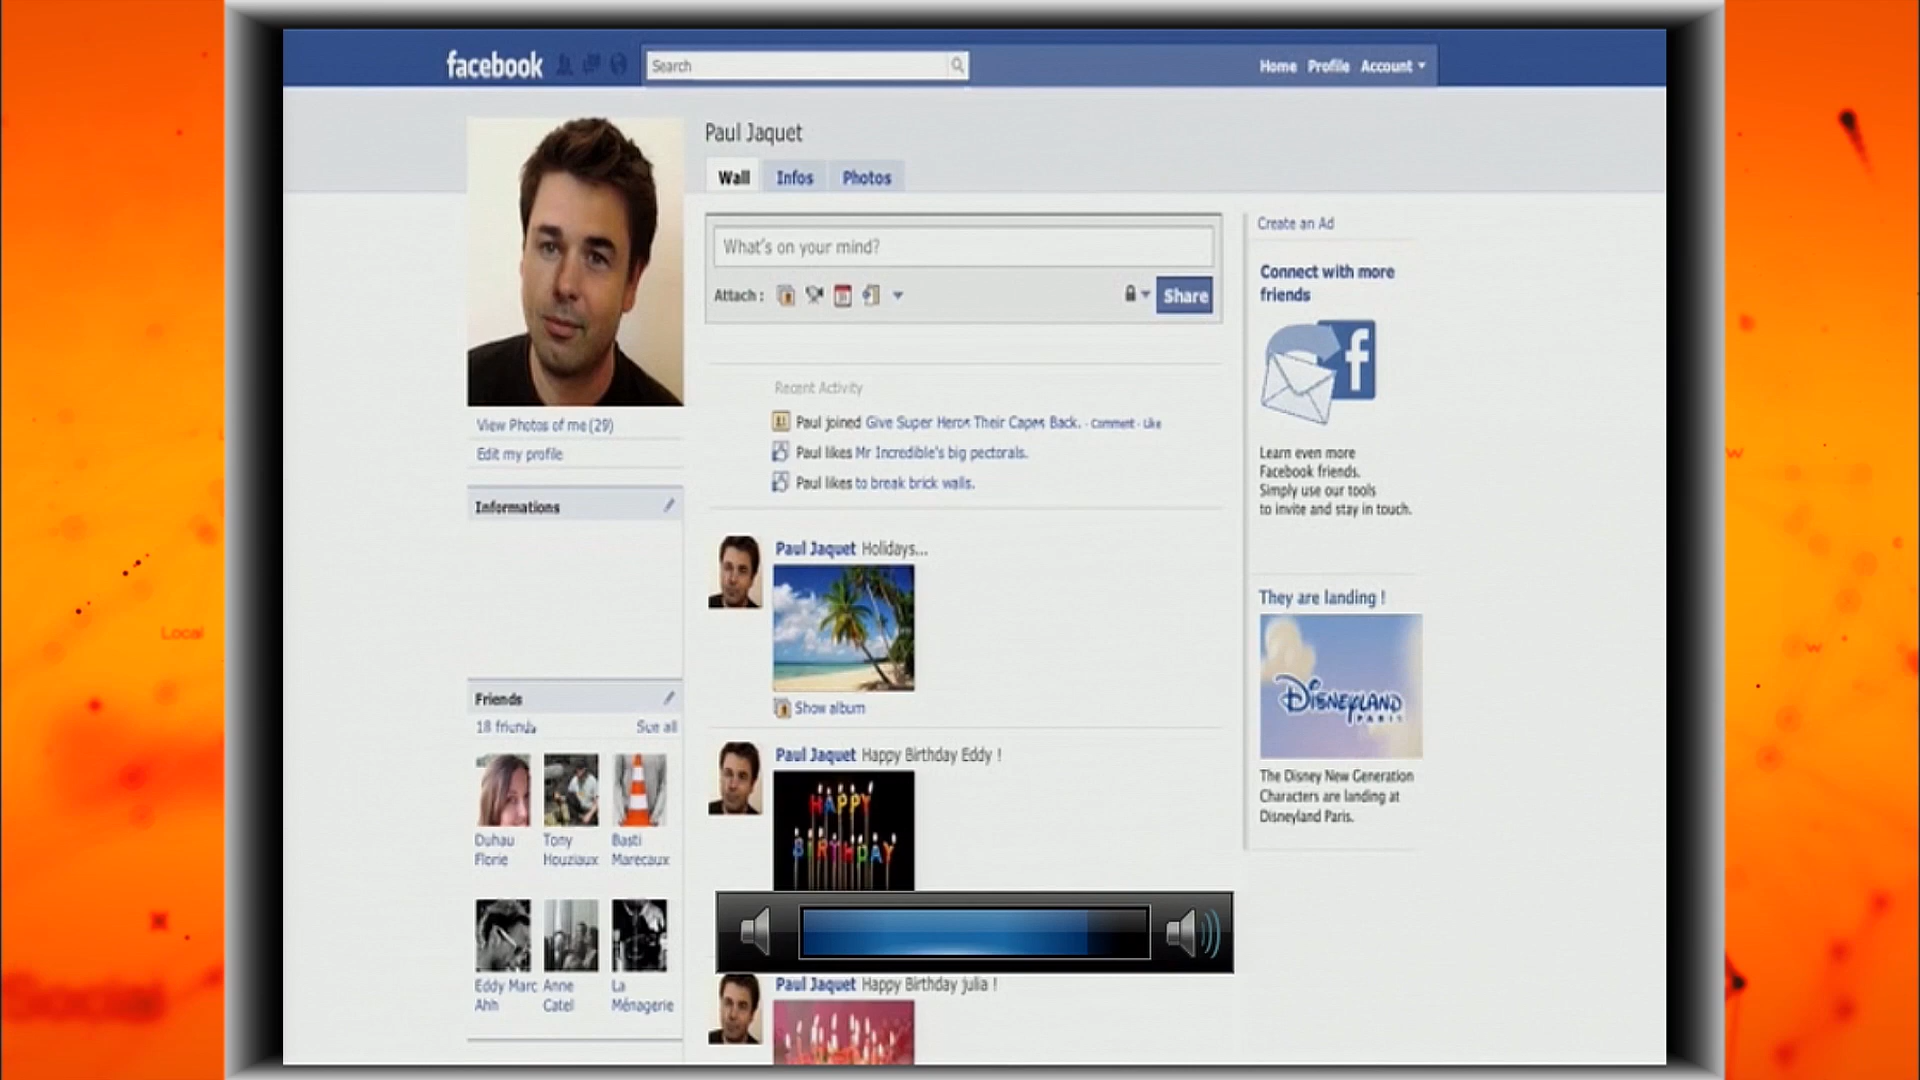 facebook
Search
Home Profile Account
Paul Jaquet
Wall Infos Photos
What's on your mind?
Attach :
Share
View Photos of me (29)
Edit my profile
Informations
Friends
18 friends
See all
Duhau
Florie
Tony
Houziaux
Basti
Marecaux
Eddy Marc
Ahh
Anne
Catel
La
Ménagerie
Recent Activity
Paul joined Give Super Heros Their Capes Back. · Comment · Like
Paul likes Mr Incredible's big pectorals.
Paul likes to break brick walls.
Paul Jaquet Holidays...
Show album
Paul Jaquet Happy Birthday Eddy !
HAPPY
BIRTHDAY
Paul Jaquet Happy Birthday julia !
Create an Ad
Connect with more
friends
f
Learn even more
Facebook friends.
Simply use our tools
to invite and stay in touch.
They are landing !
DISNEYLAND
PARIS
The Disney New Generation
Characters are landing at
Disneyland Paris.
Local
Social
w
w